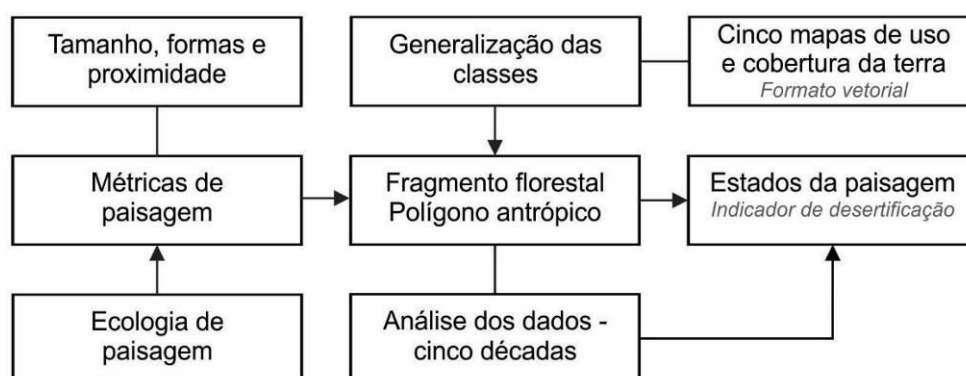 Tamanho, formas e
proximidade
Generalização das
classes
Cinco mapas de uso
e cobertura da terra
Formato vetorial
Métricas de
paisagem
Fragmento florestal
Polígono antrópico
Estados da paisagem
Indicador de desertificação
Ecologia de
paisagem
Análise dos dados -
cinco décadas